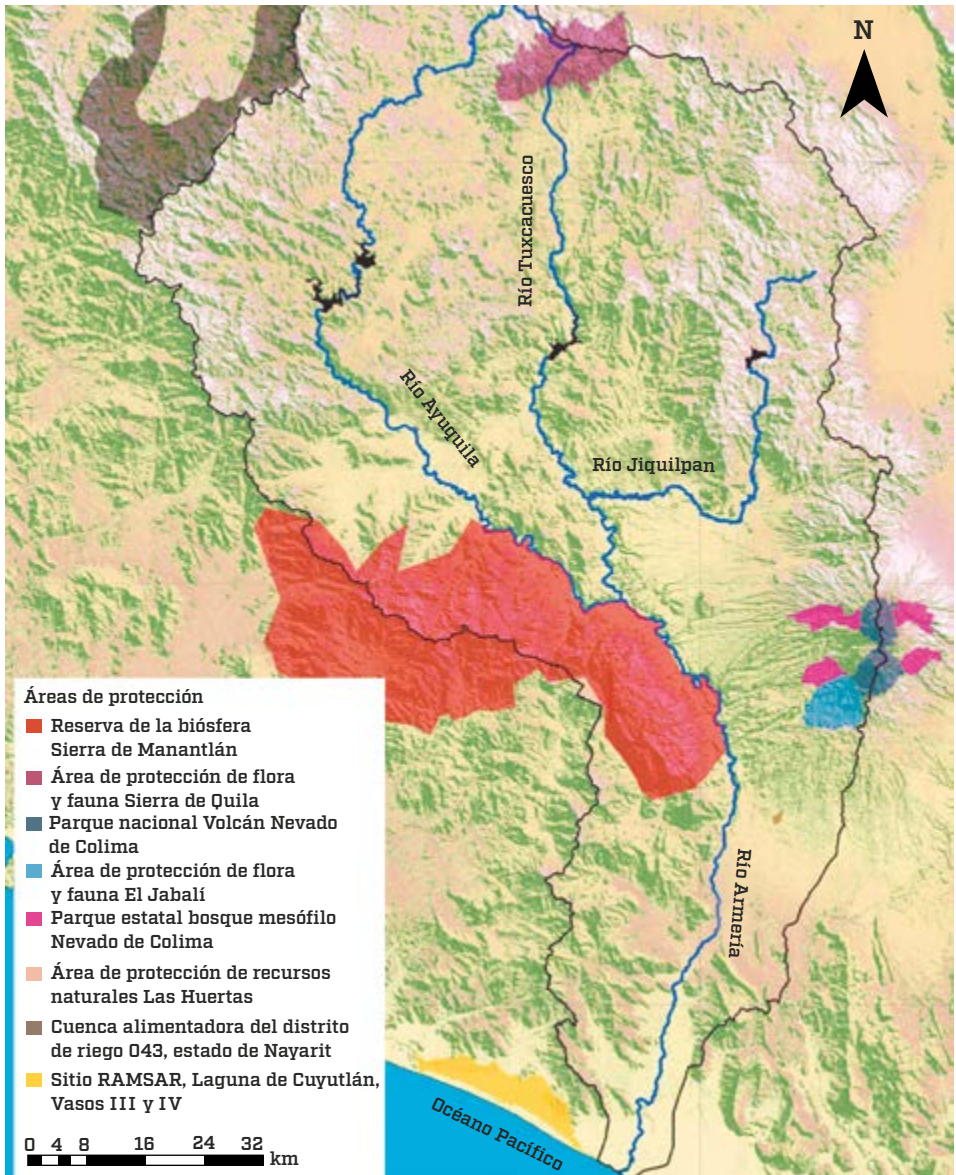 N
Río Tuxcacuesco
Río Ayuquila
Río Jiquilpan
Río Armería
Océano Pacífico
Áreas de protección
Reserva de la biósfera
Sierra de Manantlán
Área de protección de flora
y fauna Sierra de Quila
Parque nacional Volcán Nevado
de Colima
Área de protección de flora
y fauna El Jabalí
Parque estatal bosque mesófilo
Nevado de Colima
Área de protección de recursos
naturales Las Huertas
Cuenca alimentadora del distrito
de riego 043, estado de Nayarit
Sitio RAMSAR, Laguna de Cuyutlán,
Vasos III y IV
0 4 8 16 24 32
km